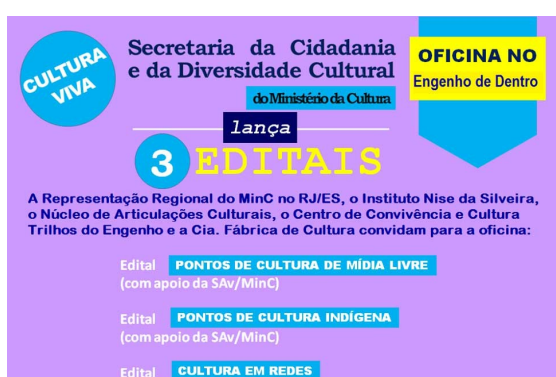 CULTURA
VIVA
Secretaria da Cidadania
e da Diversidade Cultural
do Ministério da Cultura
lança
3 EDITAIS
OFICINA NO
Engenho de Dentro
A Representação Regional do MinC no RJ/ES, o Instituto Nise da Silveira,
o Núcleo de Articulações Culturais, o Centro de Convivência e Cultura
Trilhos do Engenho e a Cia. Fábrica de Cultura convidam para a oficina:
Edital PONTOS DE CULTURA DE MÍDIA LIVRE
(com apoio da SAv/MinC)
Edital PONTOS DE CULTURA INDÍGENA
(com apoio da SAv/MinC)
Edital CULTURA EM REDES